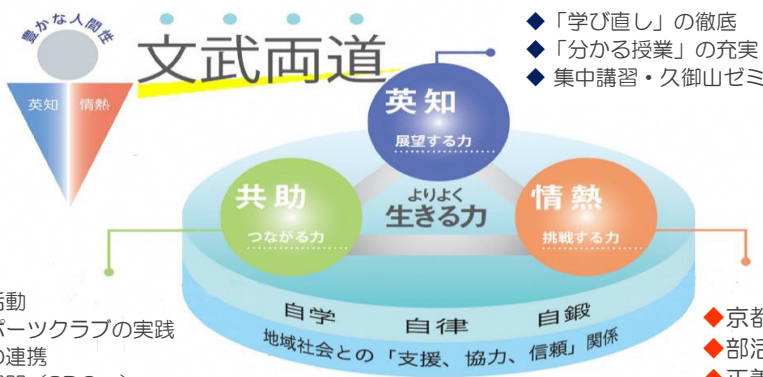 豊かな人間性
英知
情熱
文武両道
◆「学び直し」の徹底
◆「分かる授業」の充実
◆ 集中講習・久御山ゼミ
英知
展望する力
共助
つながる力
よりよく
生きる力
情熱
挑戦する力
自学
自律
自鍛
地域社会との「支援、協力、信頼」関係
活動
ポーツクラブの実践
の連携
◆京都
◆部活